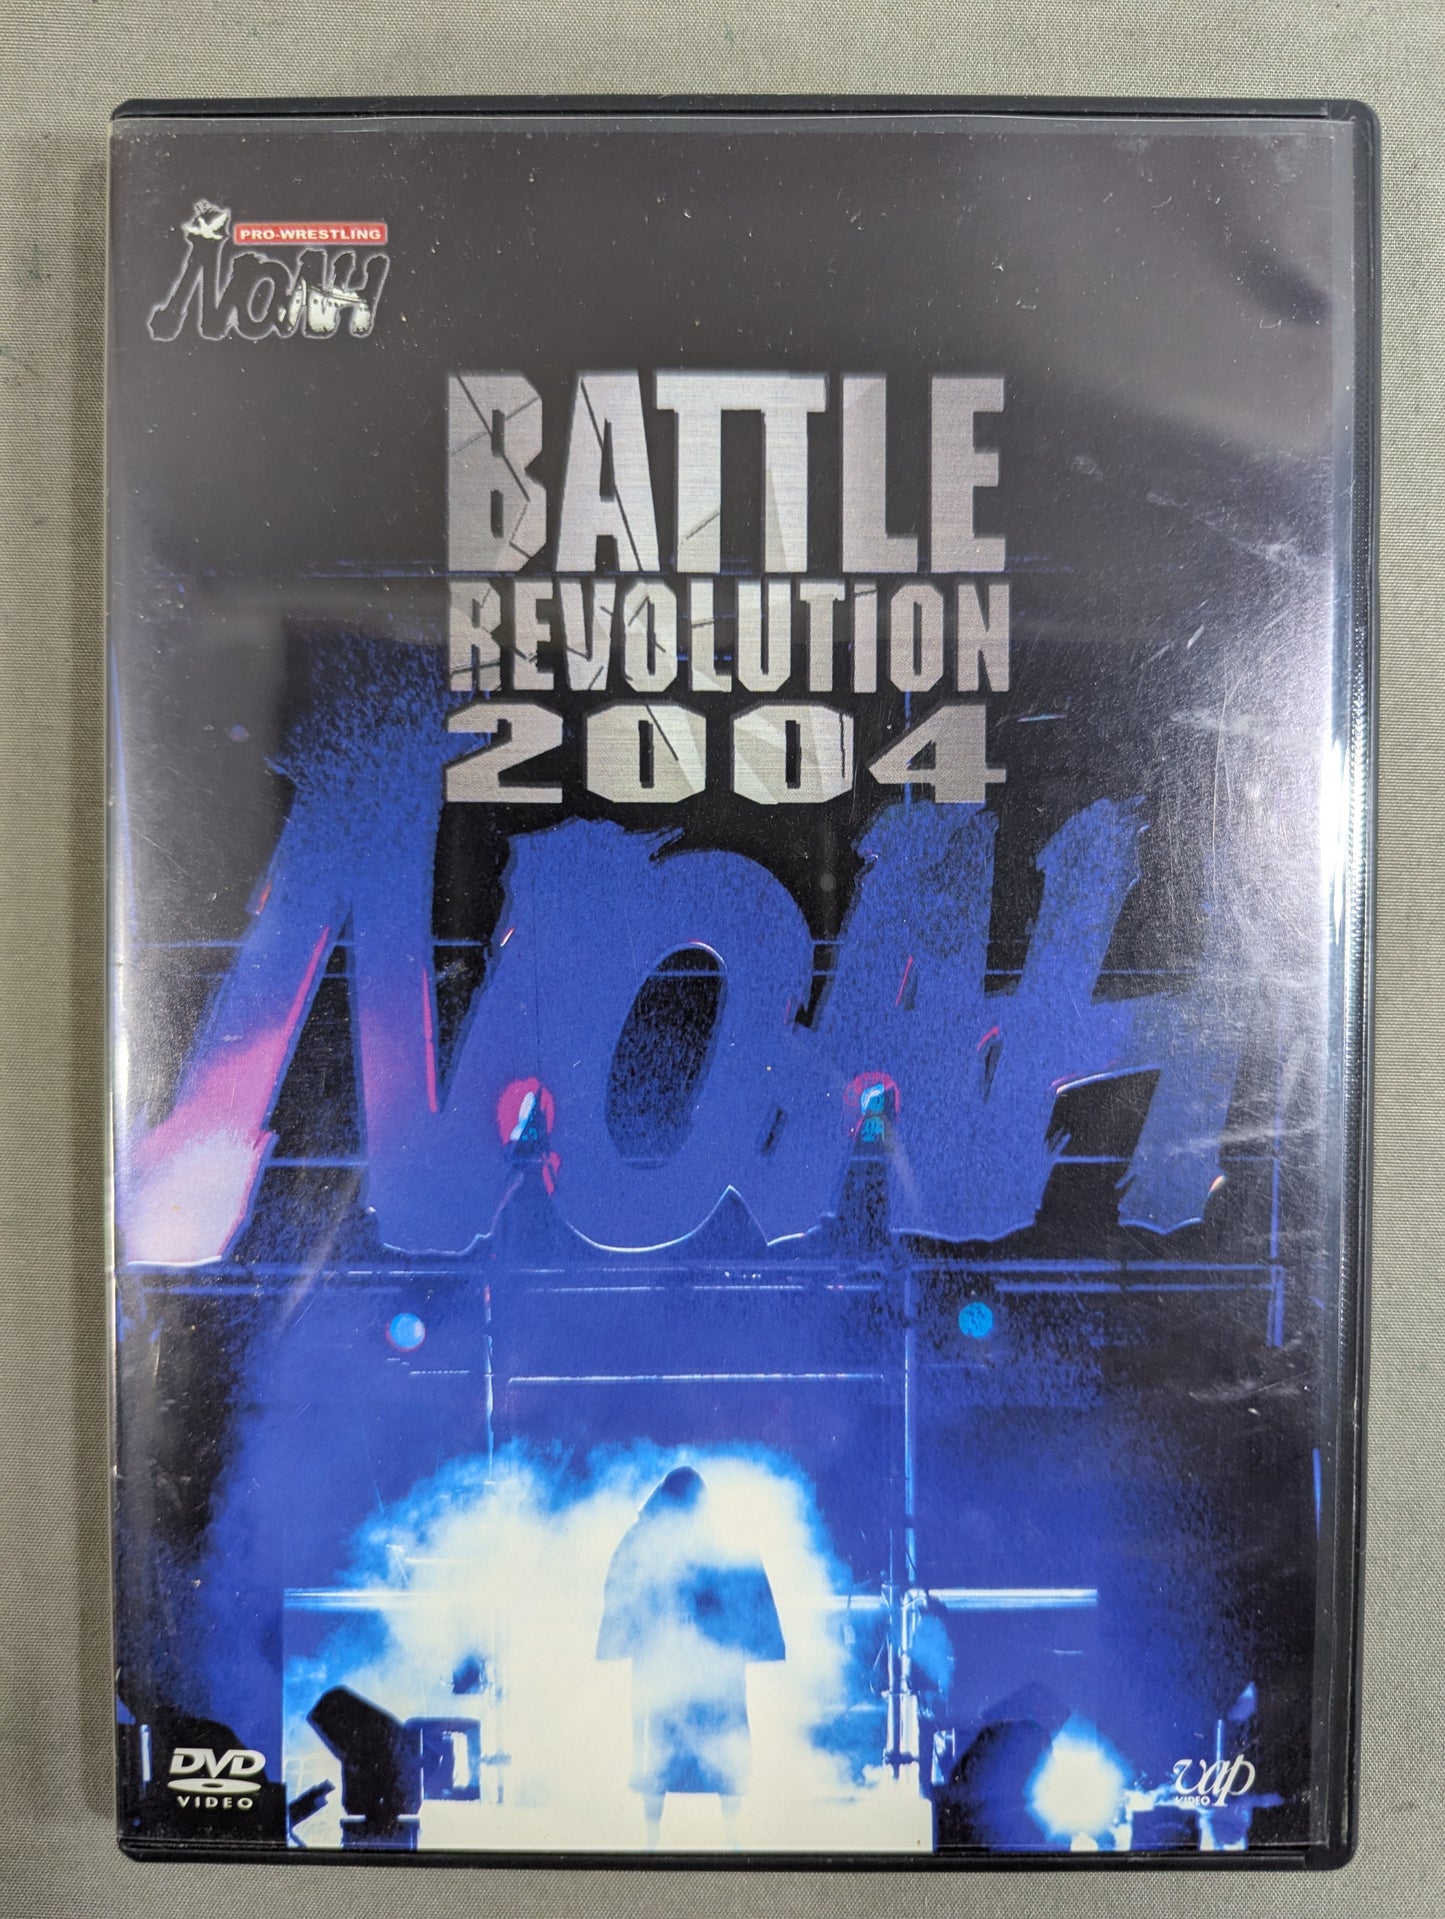 PRO-WRESTLING
NOAH
BATTLE
REVOLUTION
2004
NOAH
DVD
VIDEO
vap
VIDEO